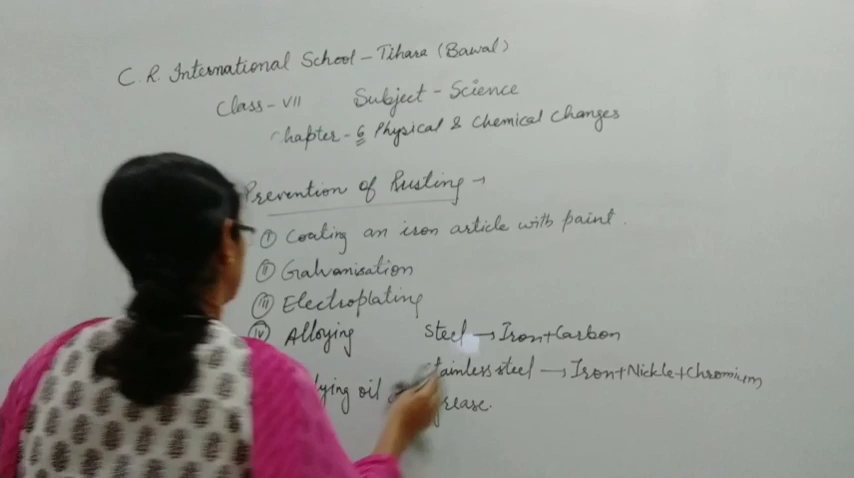 C. R. International School - Tihara (Bawal)
Class - VII Subject - Science
Chapter - 6 Physical & Chemical Changes
Prevention of Rusting →
(i) Coating an iron article with paint.
(ii) Galvanisation
(iii) Electroplating
(iv) Alloying Steel → Iron + Carbon
Stainless steel → Iron + Nickle + Chromium
oil